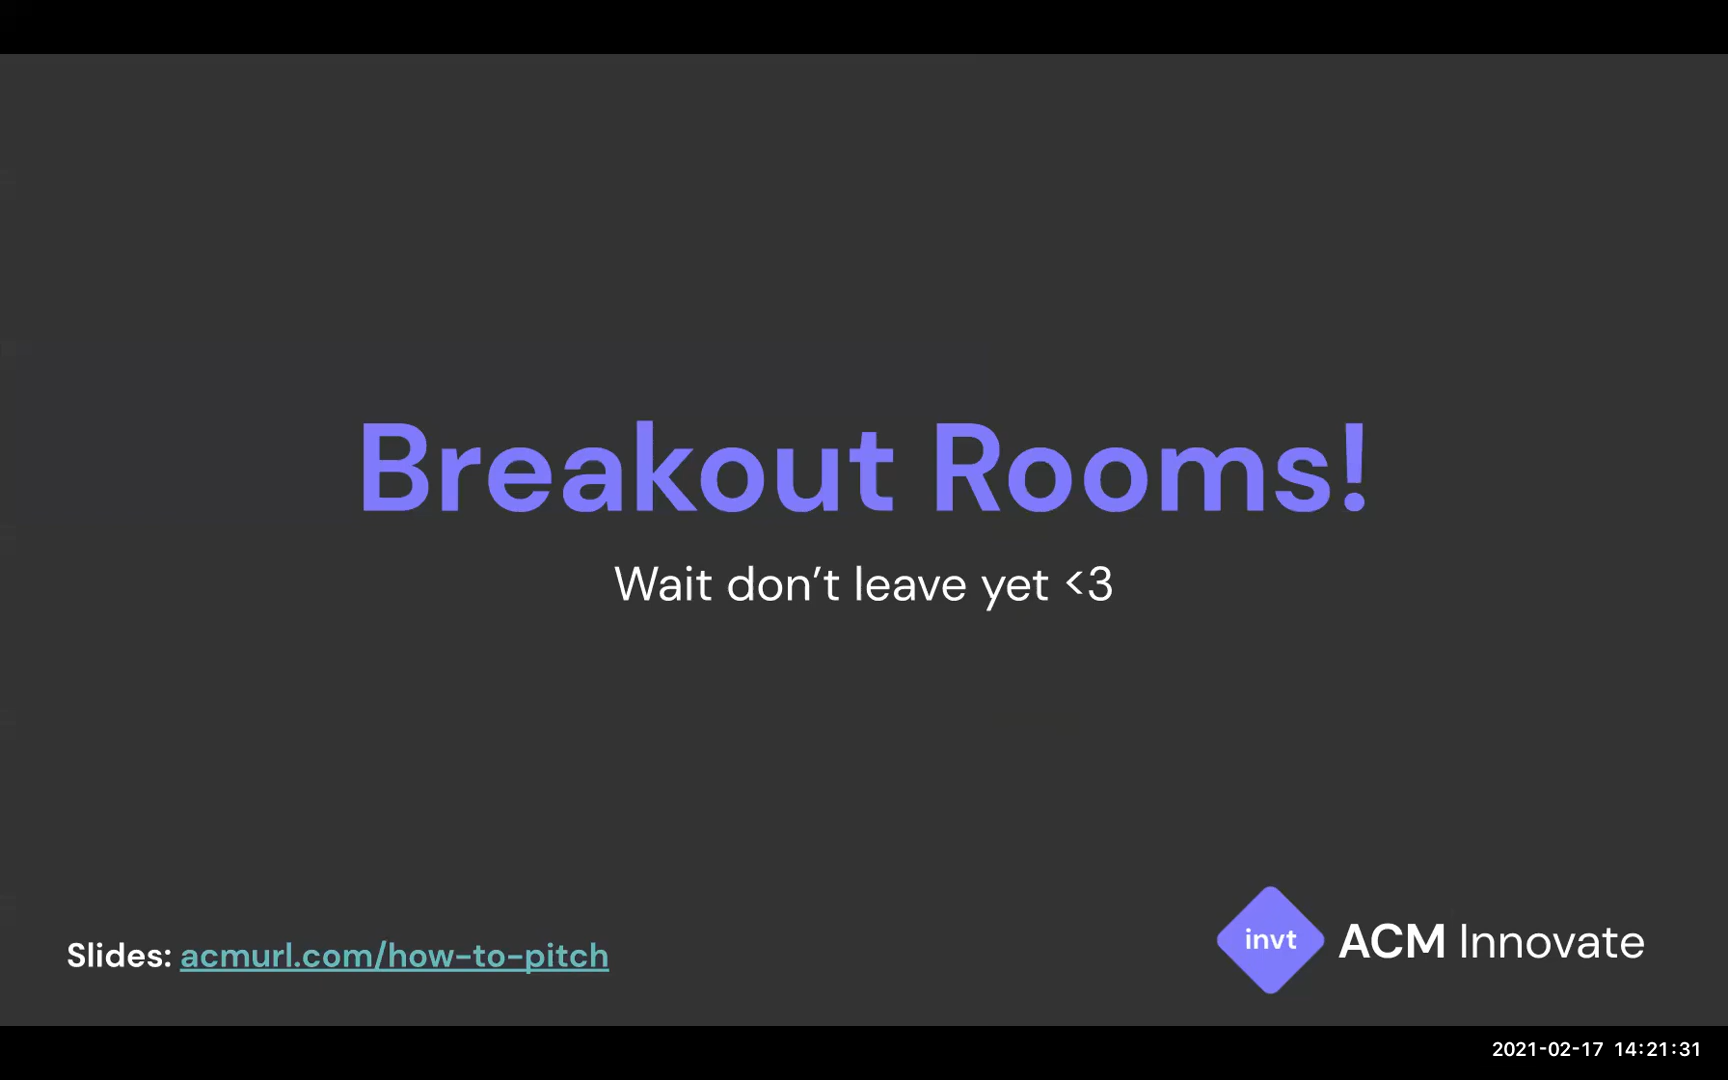 Breakout Rooms!
Wait don’t leave yet <3
Slides: acmurl.com/how-to-pitch
invt ACM Innovate
2021-02-17 14:21:31